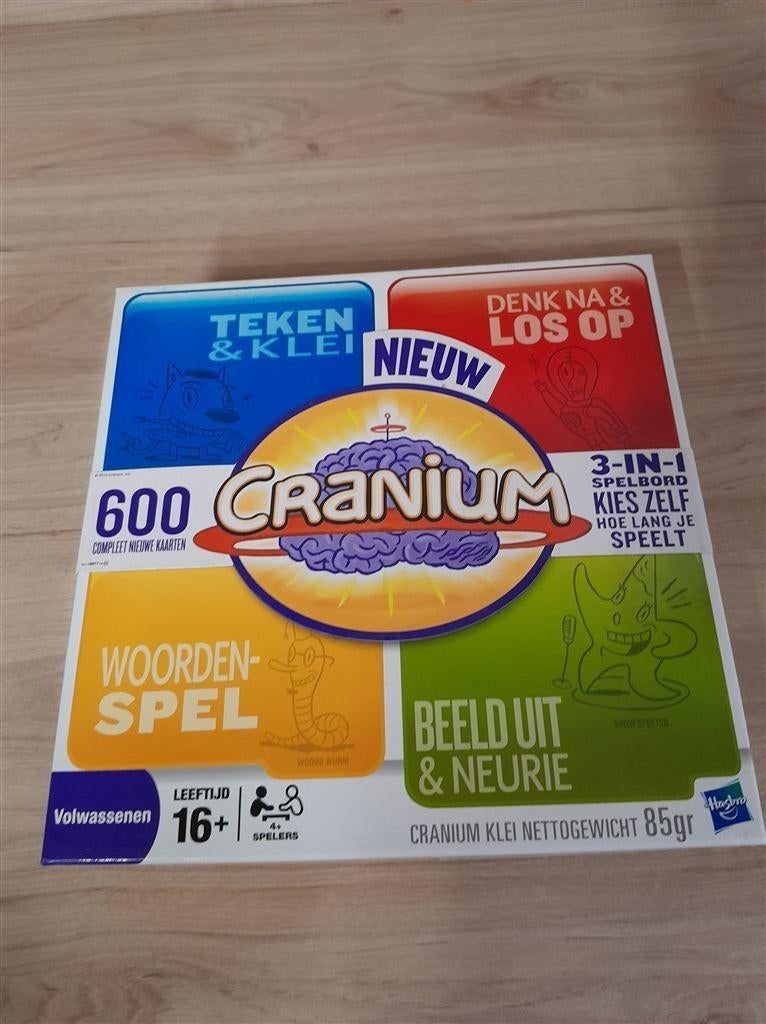 TEKEN
& KLEI
DENK NA &
LOS OP
NIEUW
CRANIUM
600
COMPLEET NIEUWE KAARTEN
3-IN-1
SPELBORD
KIES ZELF
HOE LANG JE
SPEELT
WOORDEN-
SPEL
WOORD WURM
BEELD UIT
& NEURIE
SHOW SPETTER
Volwassenen
LEEFTIJD
16+
4+
SPELERS
CRANIUM KLEI NETTOGEWICHT 85gr
Hasbro